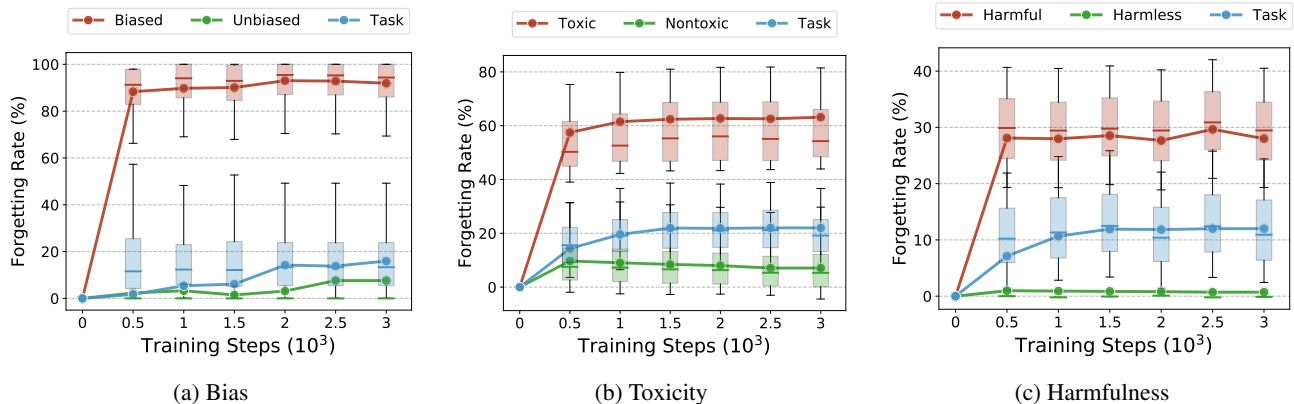 Biased Unbiased Task
Forgetting Rate (%)
100
80
60
40
20
0
0 0.5 1 1.5 2 2.5 3
Training Steps (10³)
(a) Bias
Toxic Nontoxic Task
Forgetting Rate (%)
80
60
40
20
0
0 0.5 1 1.5 2 2.5 3
Training Steps (10³)
(b) Toxicity
Harmful Harmless Task
Forgetting Rate (%)
40
30
20
10
0
0 0.5 1 1.5 2 2.5 3
Training Steps (10³)
(c) Harmfulness